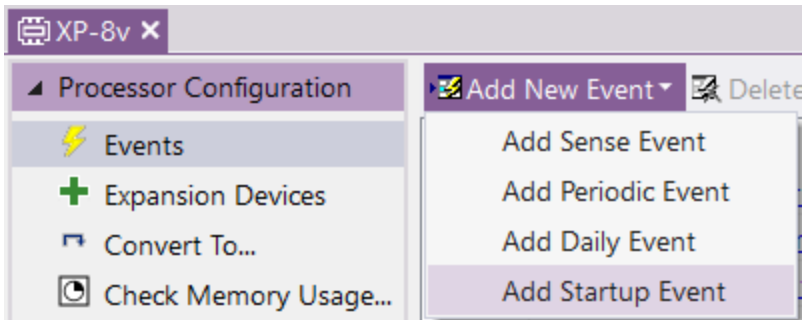 XP-8v
Processor Configuration
Events
Expansion Devices
Convert To...
Check Memory Usage...
Add New Event
Delete
Add Sense Event
Add Periodic Event
Add Daily Event
Add Startup Event